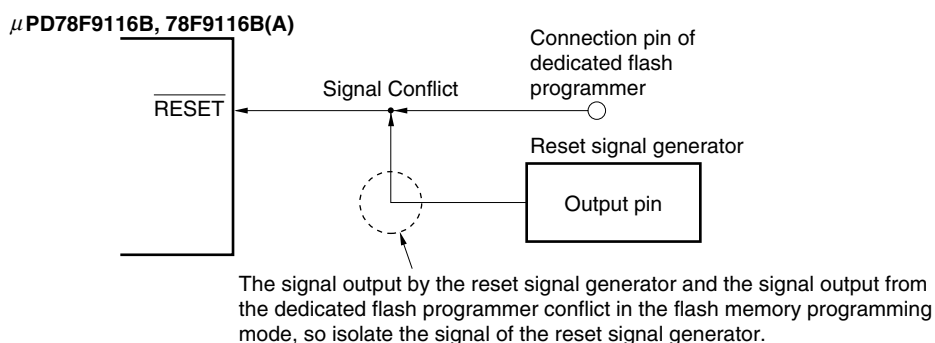 μPD78F9116B, 78F9116B(A)
Connection pin of
dedicated flash
programmer
Signal Conflict
RESET
Reset signal generator
Output pin
The signal output by the reset signal generator and the signal output from
the dedicated flash programmer conflict in the flash memory programming
mode, so isolate the signal of the reset signal generator.